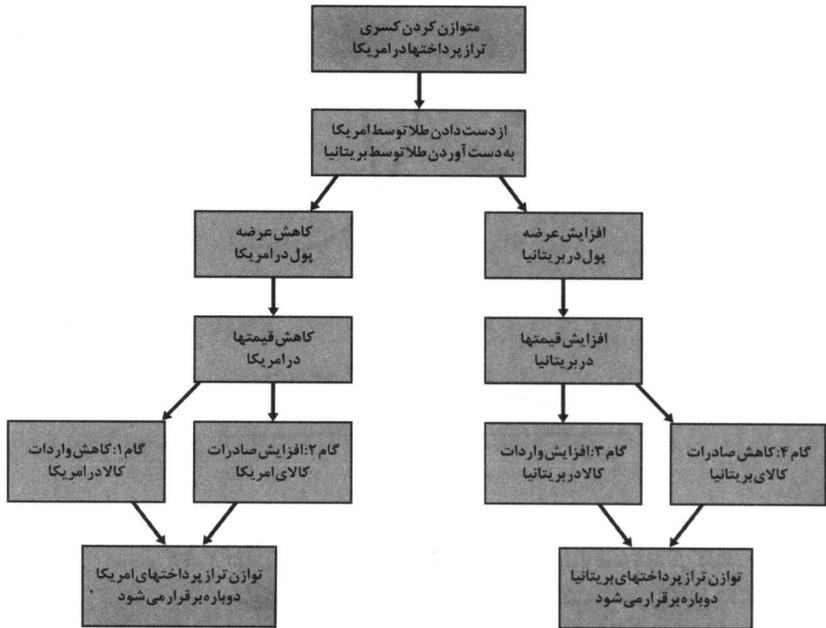 متوازن کردن کسری
تراز پرداختها در امریکا
از دست دادن طلا توسط امریکا
به دست آوردن طلا توسط بریتانیا
کاهش عرضه
پول در امریکا
افزایش عرضه
پول در بریتانیا
کاهش قیمتها
در امریکا
افزایش قیمتها
در بریتانیا
گام ۱: کاهش واردات
کالا در امریکا
گام ۲: افزایش صادرات
کالای امریکا
گام ۳: افزایش واردات
کالا در بریتانیا
گام ۴: کاهش صادرات
کالای بریتانیا
توازن تراز پرداختهای امریکا
دوباره برقرار می شود
توازن تراز پرداختهای بریتانیا
دوباره برقرار می شود